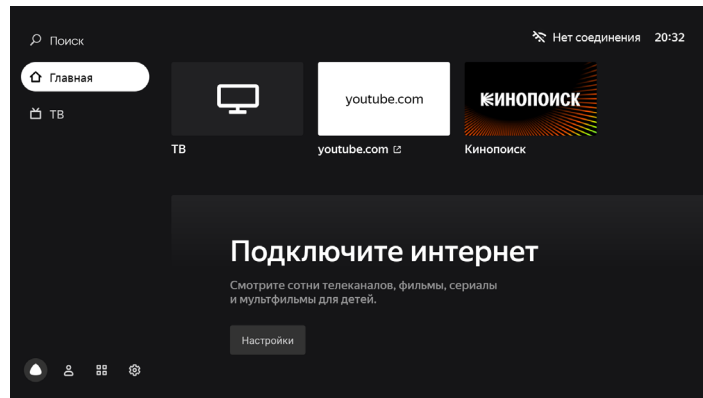 Поиск
Нет соединения 20:32
Главная
ТВ
youtube.com
КИНОПОИСК
ТВ
youtube.com
Кинопоиск
Подключите интернет
Смотрите сотни телеканалов, фильмы, сериалы
и мультфильмы для детей.
Настройки